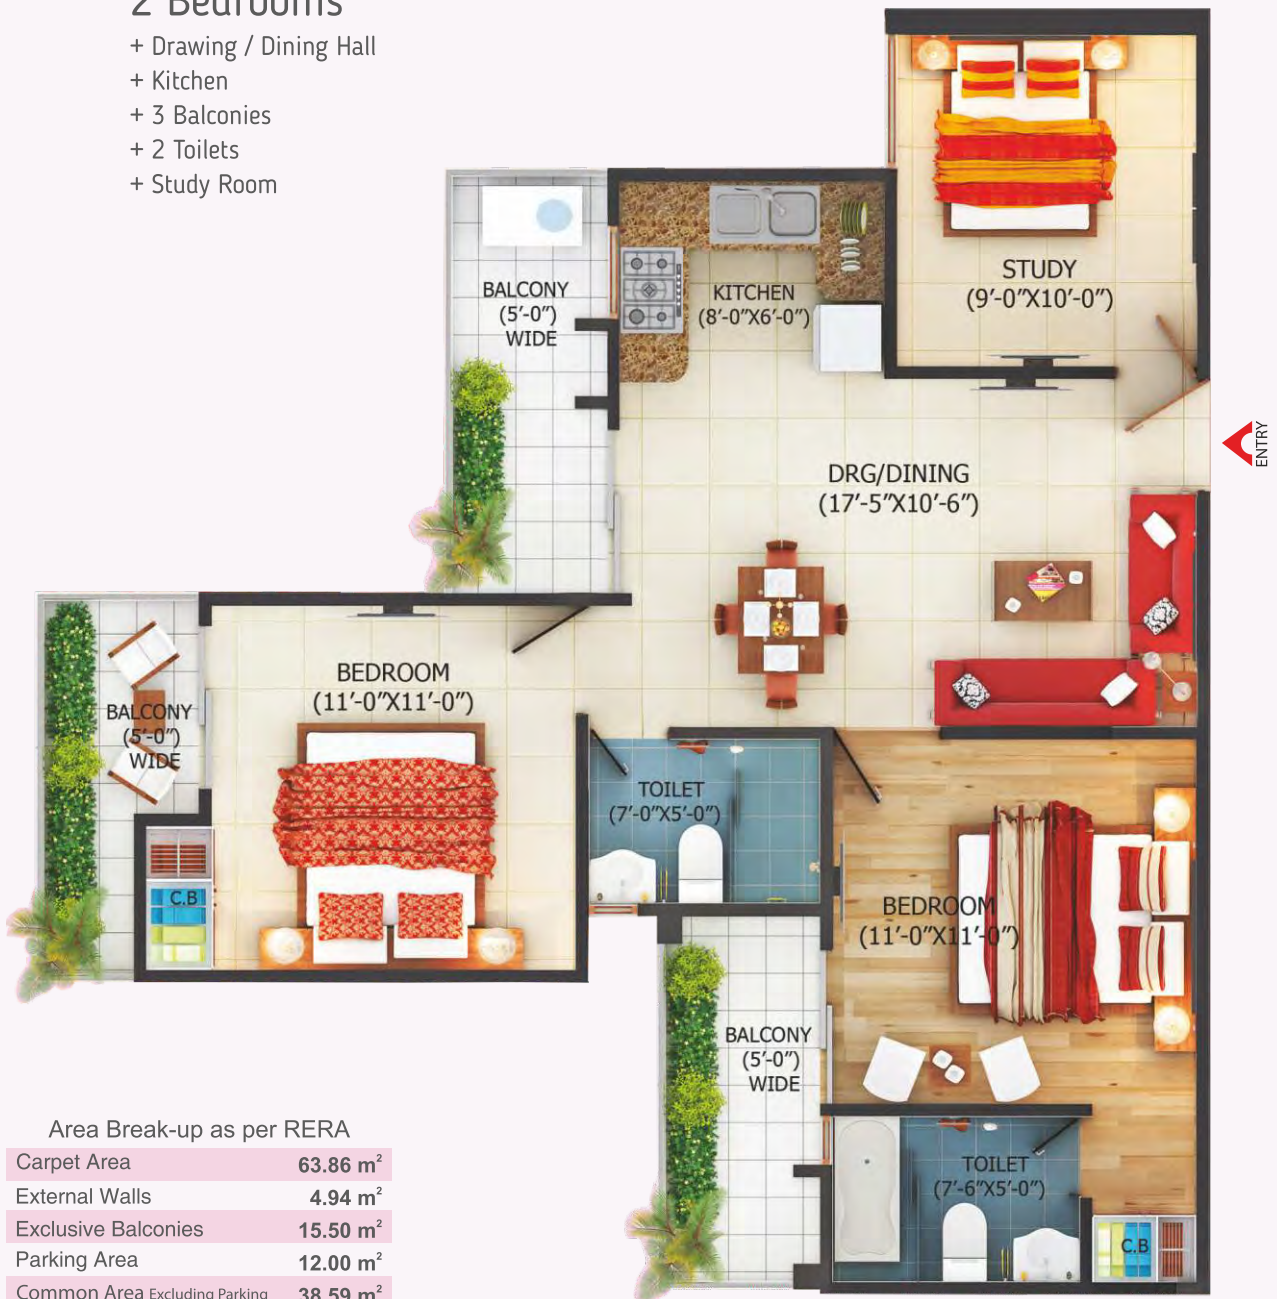 2 Bedrooms
+ Drawing / Dining Hall
+ Kitchen
+ 3 Balconies
+ 2 Toilets
+ Study Room
STUDY
(9'-0"X10'-0")
BALCONY
(5'-0")
WIDE
KITCHEN
(8'-0"X6'-0")
ENTRY
DRG/DINING
(17'-5"X10'-6")
BEDROOM
(11'-0"X11'-0")
BALCONY
(5'-0")
WIDE
TOILET
(7'-0"X5'-0")
C.B
BEDROOM
(11'-0"X11'-0")
BALCONY
(5'-0")
WIDE
TOILET
(7'-6"X5'-0")
C.B
Area Break-up as per RERA
Carpet Area 63.86 m²
External Walls 4.94 m²
Exclusive Balconies 15.50 m²
Parking Area 12.00 m²
Common Area Excluding Parking 38.59 m²